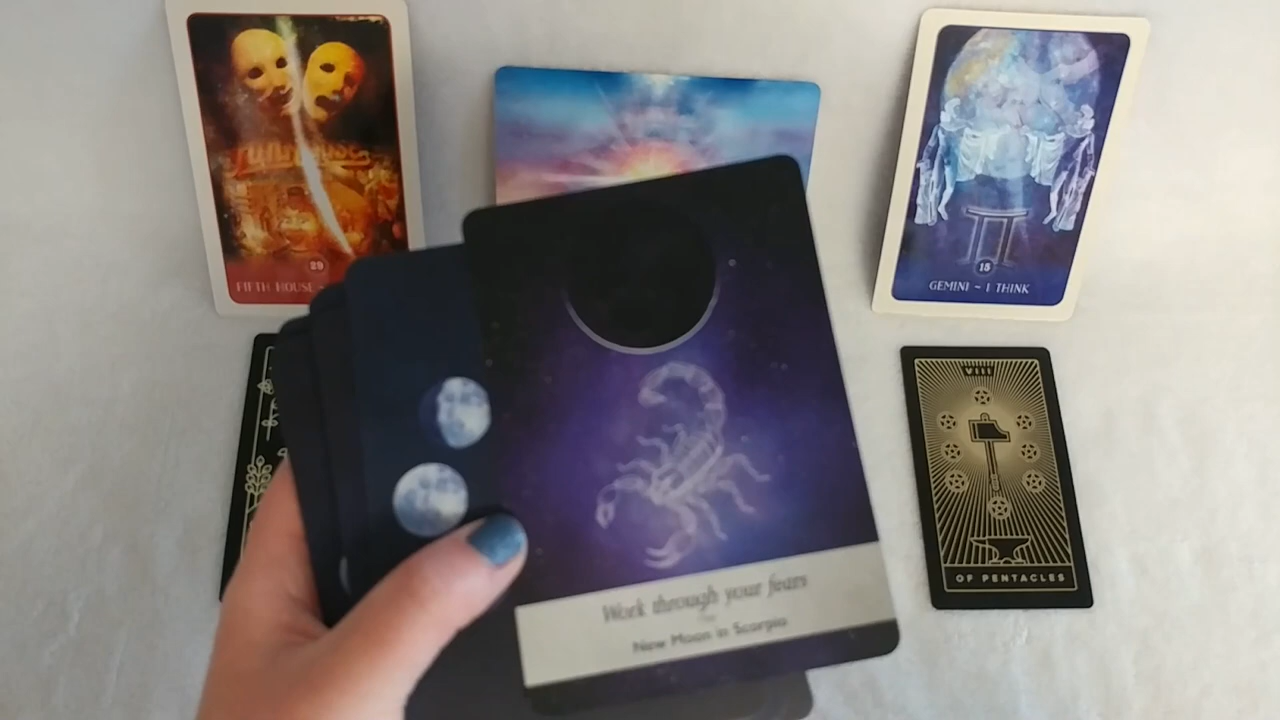 29
FIFTH HOUSE ~
15
GEMINI ~ I THINK
VIII
OF PENTACLES
Work through your fears
New Moon in Scorpio